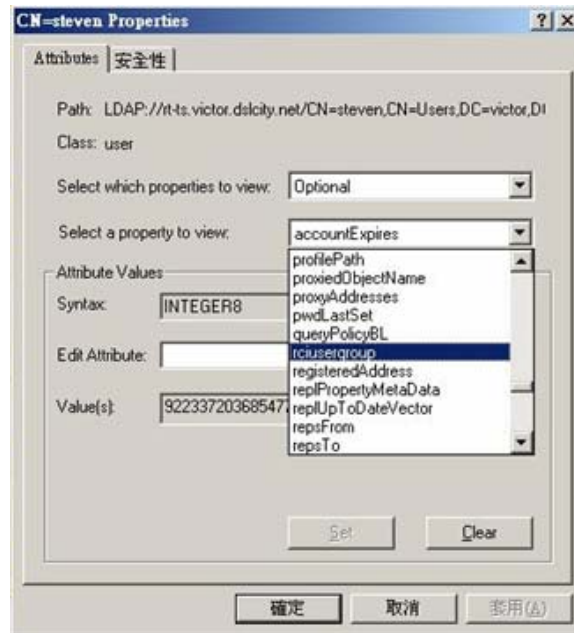 CN=steven Properties
Attributes 安全性
Path: LDAP://rt-ts.victor.dslcity.net/CN=steven,CN=Users,DC=victor,D
Class: user
Select which properties to view: Optional
Select a property to view: accountExpires
profilePath
proxiedObjectName
proxyAddresses
pwdLastSet
queryPolicyBL
rciusergroup
registeredAddress
replPropertyMetaData
replUpToDateVector
repsFrom
repsTo
Attribute Values
Syntax: INTEGER8
Edit Attribute:
Value(s): 92233720368547
Set Clear
確定 取消 套用(A)